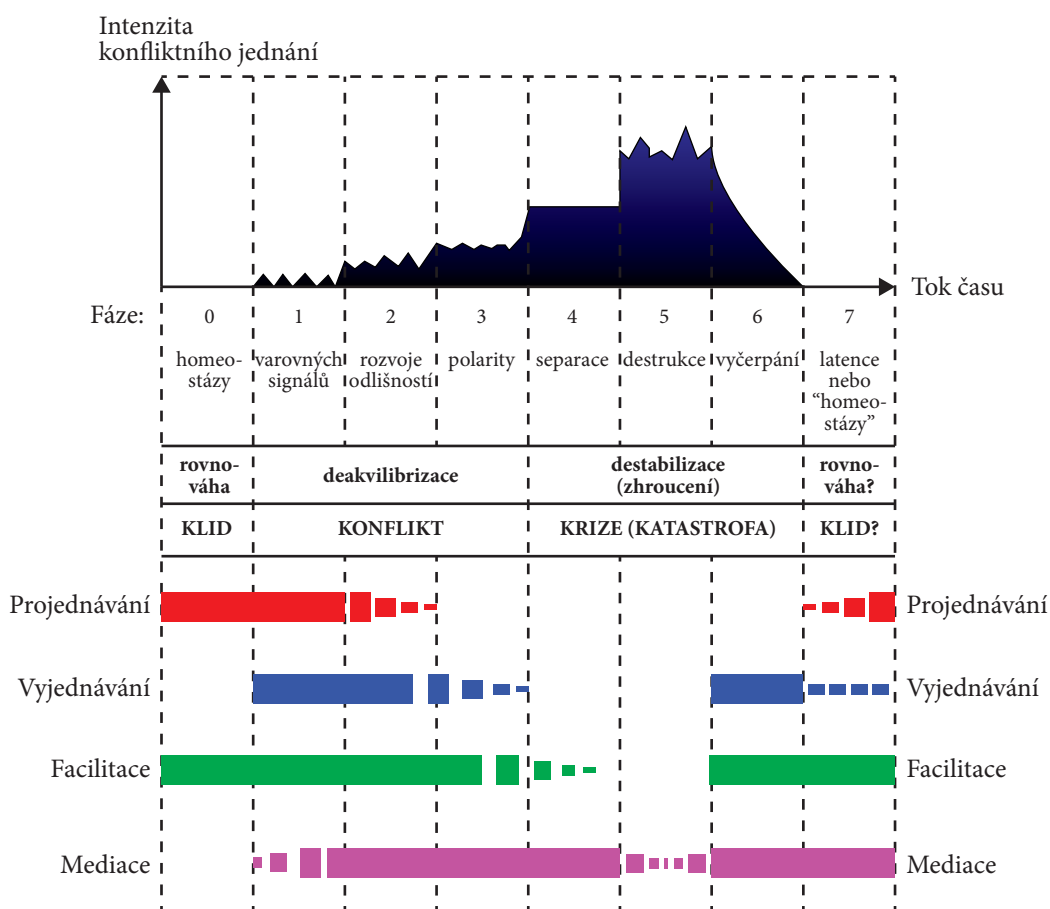 Intenzita
konfliktního jednání
Tok času
Fáze: 0 1 2 3 4 5 6 7
homeo-
stázy
varovných
signálů
rozvoje
odlišností
polarity
separace
destrukce
vyčerpání
latence
nebo
“homeo-
stázy”
rovno-
váha
deakvilibrizace
destabilizace
(zhroucení)
rovno-
váha?
KLID
KONFLIKT
KRIZE (KATASTROFA)
KLID?
Projednávání
Projednávání
Vyjednávání
Vyjednávání
Facilitace
Facilitace
Mediace
Mediace